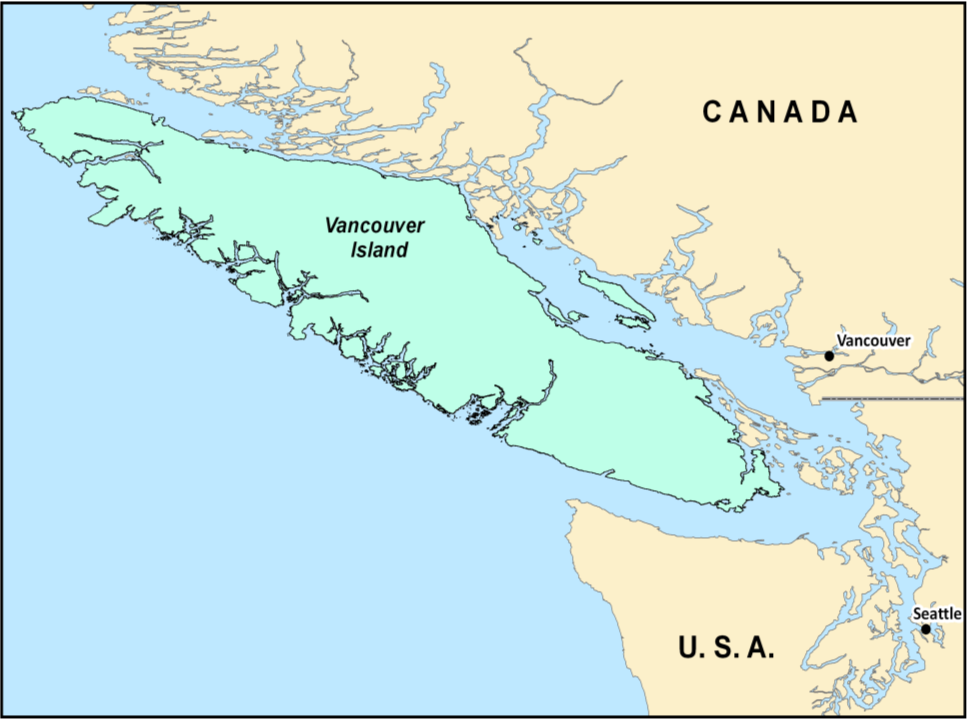 CANADA
Vancouver
Island
Vancouver
Seattle
U. S. A.